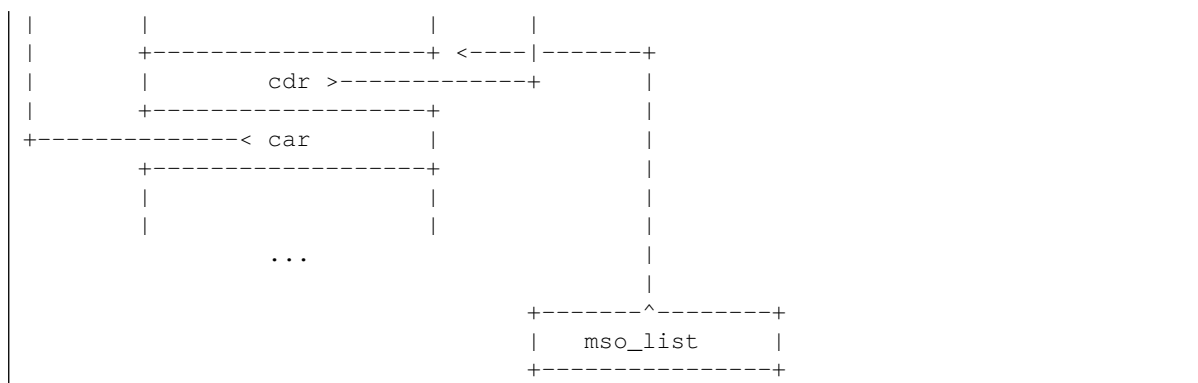 |        |                   |      |
|        +-------------------+ <----|-------+
|        |        cdr >-------------+       |
|        +-------------------+              |
+--------------< car         |              |
         +-------------------+              |
         |                   |              |
         |                   |              |
                  ...                       |
                                            |
                                    +-------^--------+
                                    |   mso_list     |
                                    +----------------+